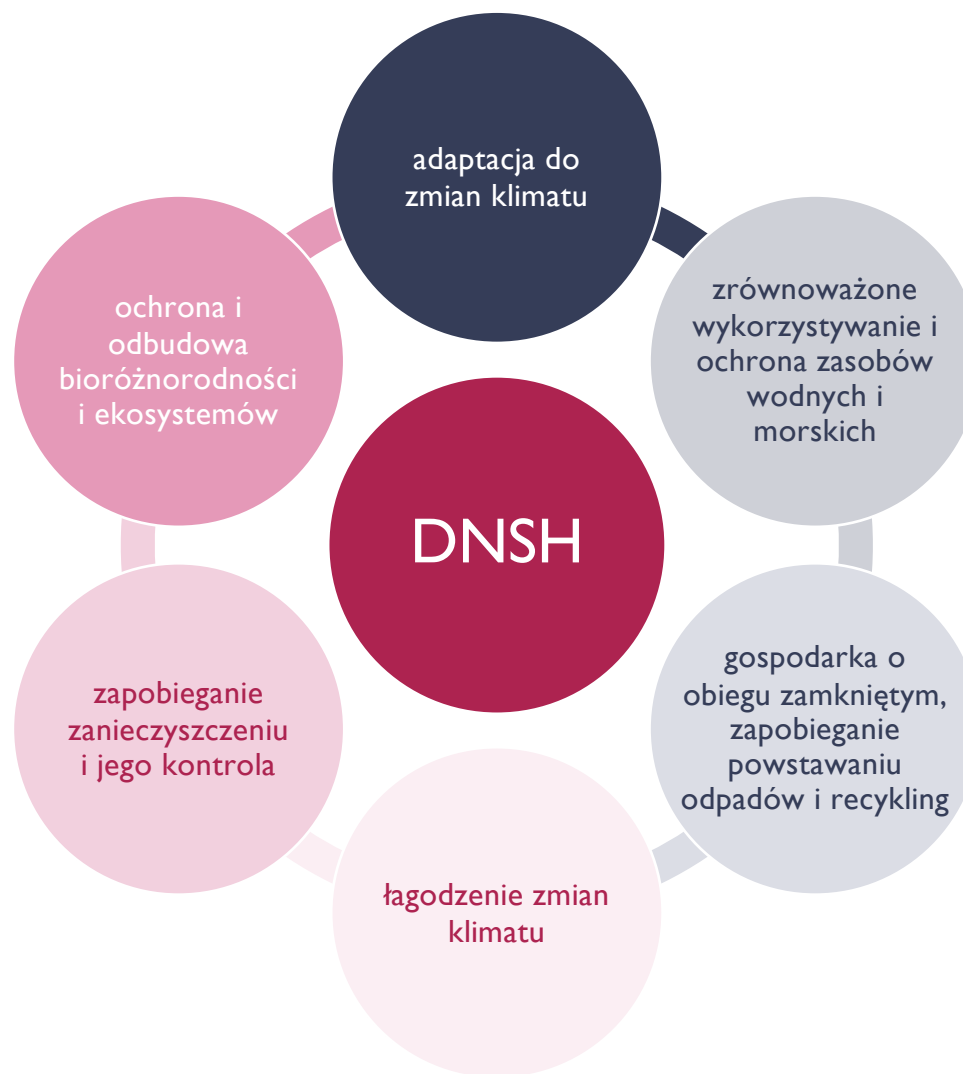 adaptacja do
zmian klimatu
zrównoważone
wykorzystywanie i
ochrona zasobów
wodnych i
morskich
gospodarka o
obiegu zamkniętym,
zapobieganie
powstawaniu
odpadów i recykling
łagodzenie zmian
klimatu
zapobieganie
zanieczyszczeniu
i jego kontrola
ochrona i
odbudowa
bioróżnorodności
i ekosystemów
DNSH